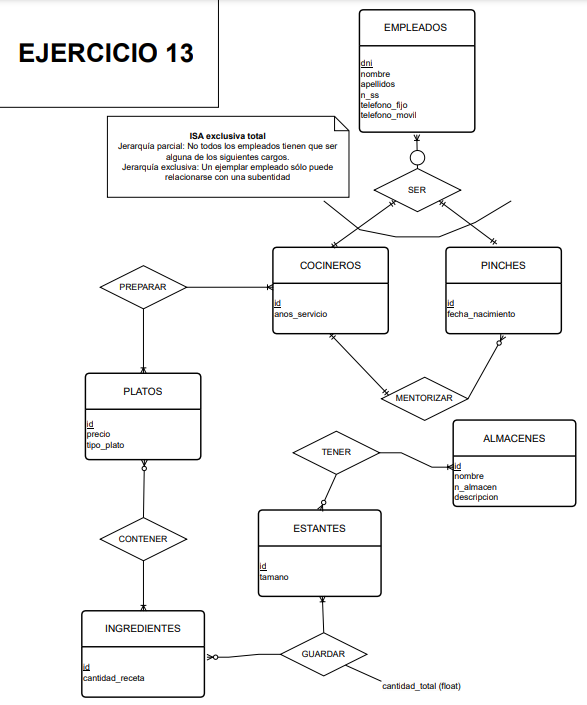 EJERCICIO 13
EMPLEADOS
dni
nombre
apellidos
n_ss
telefono_fijo
telefono_movil
ISA exclusiva total
Jerarquía parcial: No todos los empleados tienen que ser
alguna de los siguientes cargos.
Jerarquía exclusiva: Un ejemplar empleado sólo puede
relacionarse con una subentidad
SER
COCINEROS
id
anos_servicio
PINCHES
id
fecha_nacimiento
PREPARAR
PLATOS
id
precio
tipo_plato
MENTORIZAR
ALMACENES
id
nombre
n_almacen
descripcion
TENER
ESTANTES
id
tamano
CONTENER
INGREDIENTES
id
cantidad_receta
GUARDAR
cantidad_total (float)